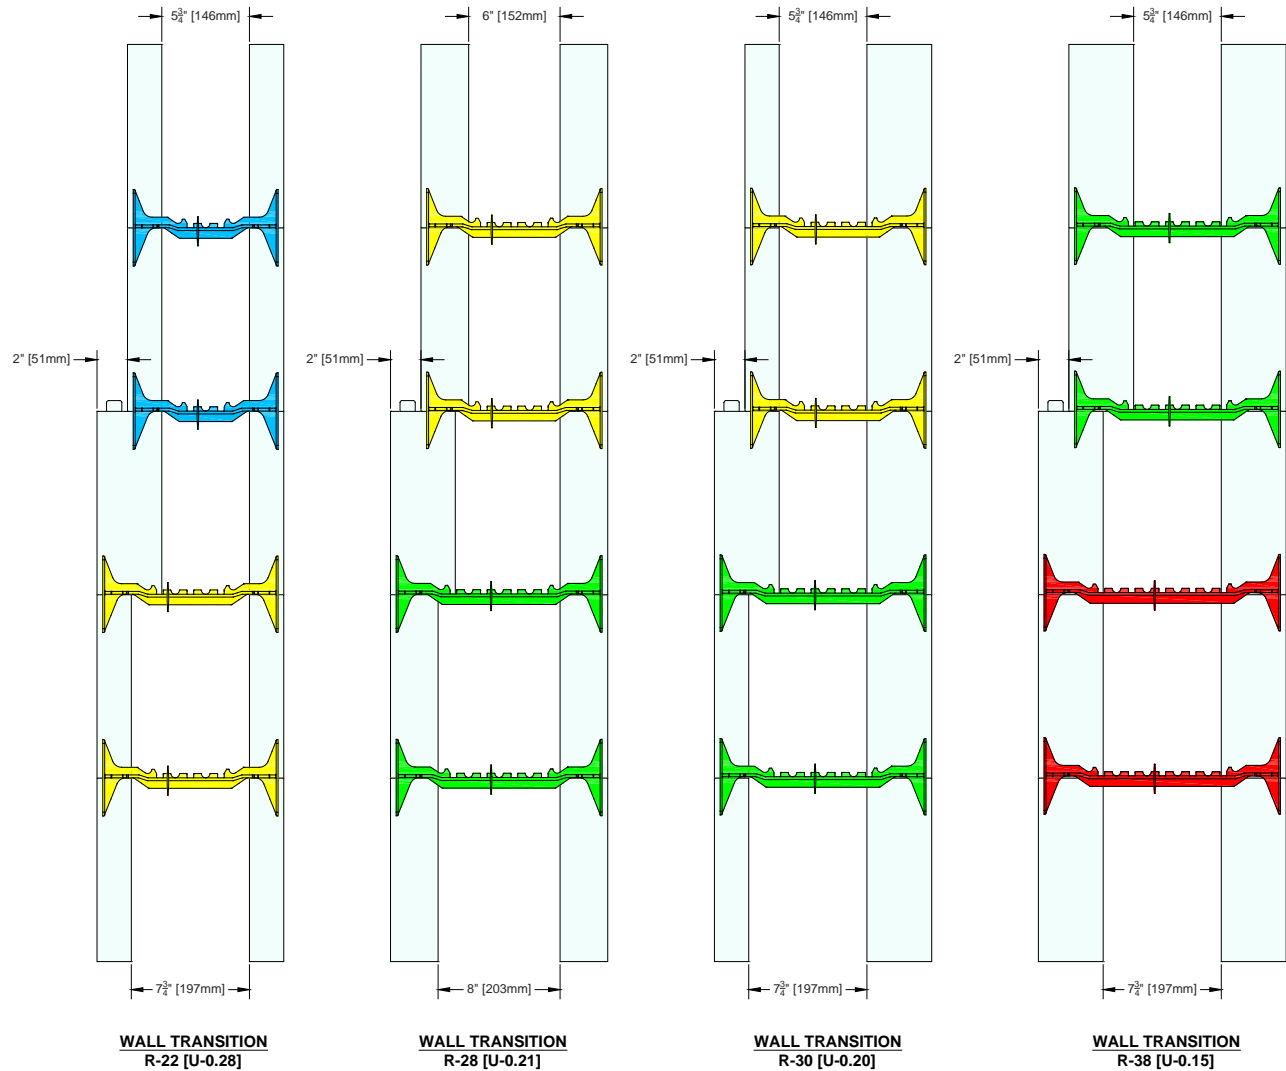 5¾" [146mm]
6" [152mm]
5¾" [146mm]
5¾" [146mm]
2" [51mm]
2" [51mm]
2" [51mm]
2" [51mm]
7¾" [197mm]
8" [203mm]
7¾" [197mm]
7¾" [197mm]
WALL TRANSITION
R-22 [U-0.28]
WALL TRANSITION
R-28 [U-0.21]
WALL TRANSITION
R-30 [U-0.20]
WALL TRANSITION
R-38 [U-0.15]